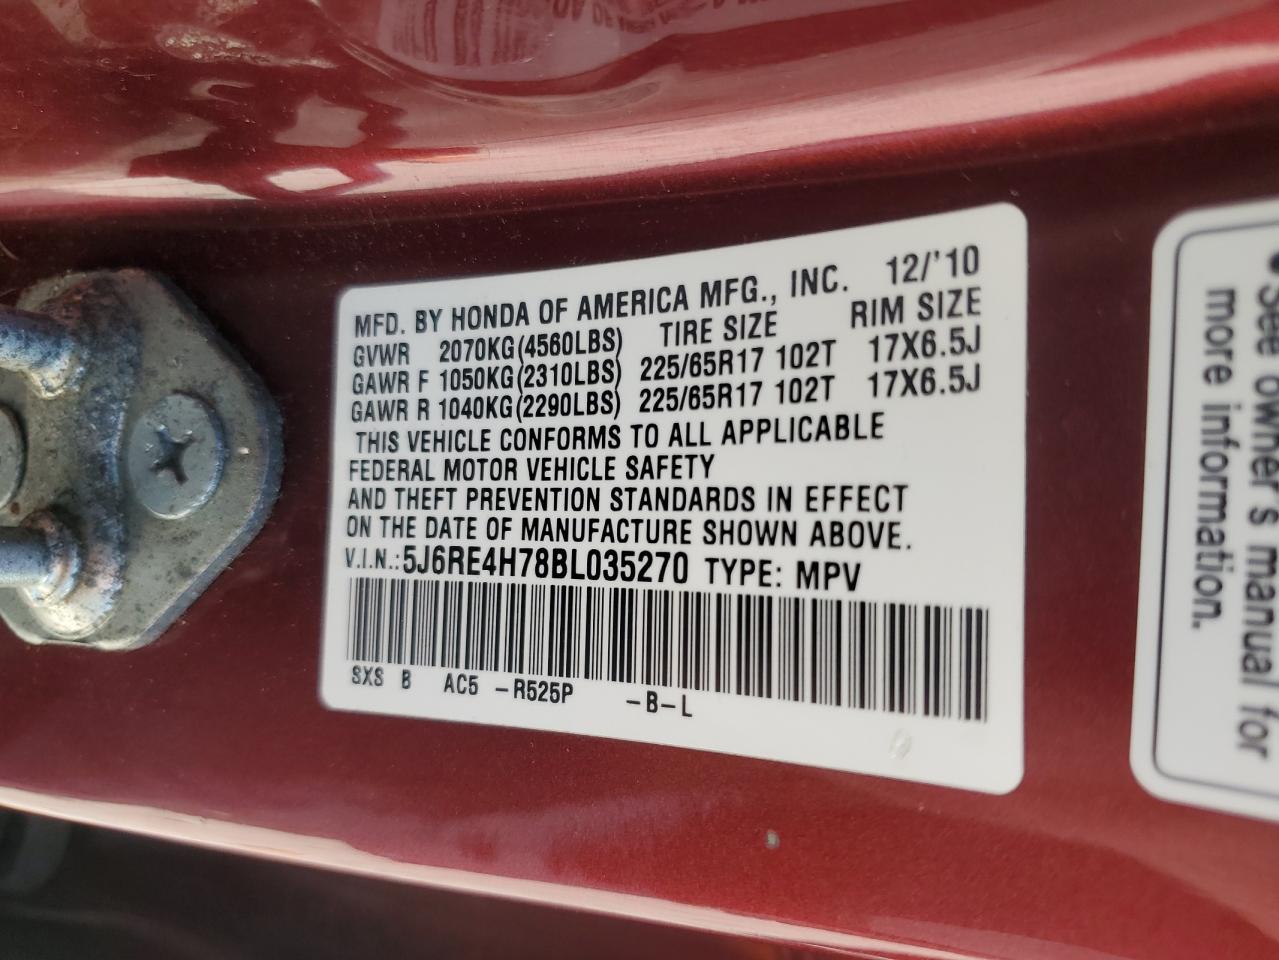 MFD. BY HONDA OF AMERICA MFG., INC. 12/'10
GVWR 2070KG(4560LBS) TIRE SIZE RIM SIZE
GAWR F 1050KG(2310LBS) 225/65R17 102T 17X6.5J
GAWR R 1040KG(2290LBS) 225/65R17 102T 17X6.5J
THIS VEHICLE CONFORMS TO ALL APPLICABLE
FEDERAL MOTOR VEHICLE SAFETY
AND THEFT PREVENTION STANDARDS IN EFFECT
ON THE DATE OF MANUFACTURE SHOWN ABOVE.
V.I.N.: 5J6RE4H78BL035270 TYPE: MPV
SXS B AC5 -R525P -B-L
•See owner's manual for
more information.